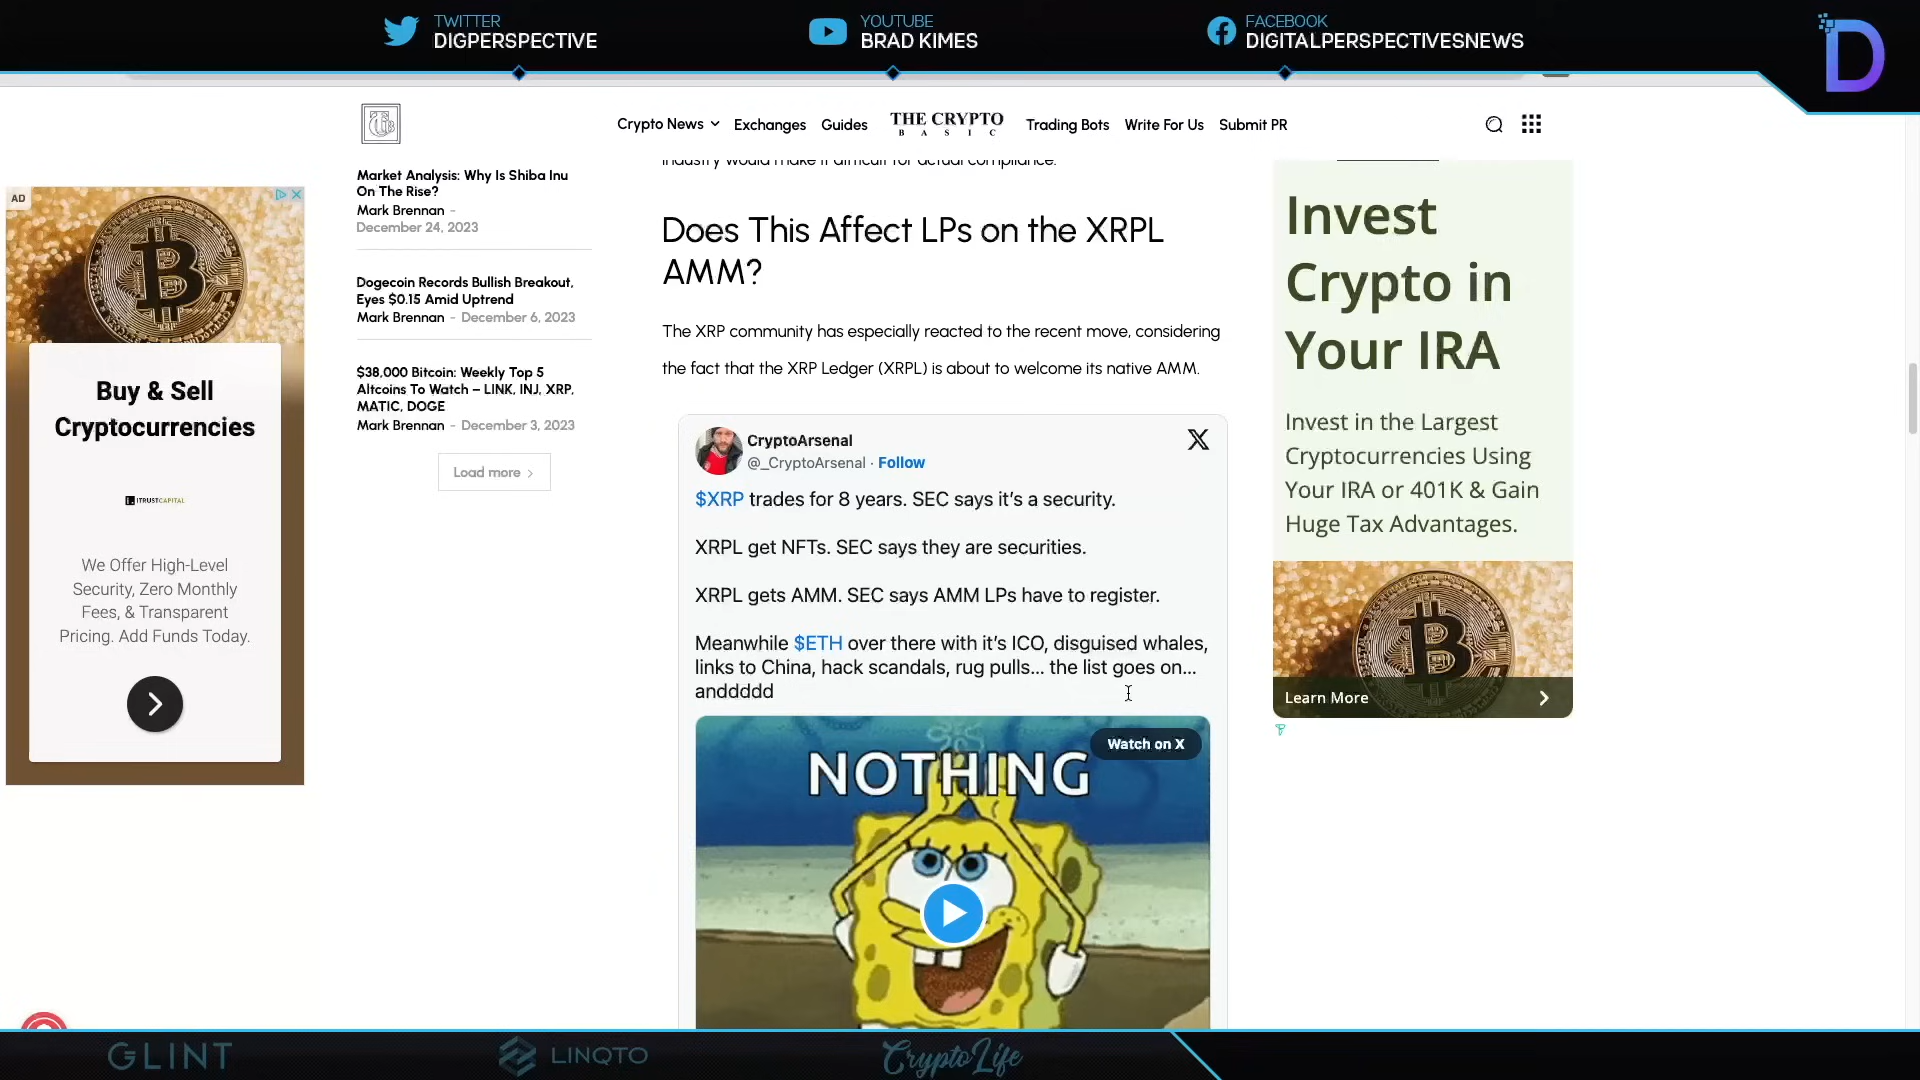 TWITTER
DIGPERSPECTIVE
YOUTUBE
BRAD KIMES
FACEBOOK
DIGITALPERSPECTIVESNEWS
D
Crypto News
Exchanges
Guides
THE CRYPTO
BASIC
Trading Bots
Write For Us
Submit PR
AD
Buy & Sell
Cryptocurrencies
ITRUSTCAPITAL
We Offer High-Level
Security, Zero Monthly
Fees, & Transparent
Pricing. Add Funds Today.
Market Analysis: Why Is Shiba Inu
On The Rise?
Mark Brennan -
December 24, 2023
Dogecoin Records Bullish Breakout,
Eyes $0.15 Amid Uptrend
Mark Brennan - December 6, 2023
$38,000 Bitcoin: Weekly Top 5
Altcoins To Watch – LINK, INJ, XRP,
MATIC, DOGE
Mark Brennan - December 3, 2023
Load more
industry would make it difficult for actual compliance.
Does This Affect LPs on the XRPL
AMM?
The XRP community has especially reacted to the recent move, considering
the fact that the XRP Ledger (XRPL) is about to welcome its native AMM.
CryptoArsenal
@_CryptoArsenal · Follow
$XRP trades for 8 years. SEC says it's a security.
XRPL get NFTs. SEC says they are securities.
XRPL gets AMM. SEC says AMM LPs have to register.
Meanwhile $ETH over there with it's ICO, disguised whales,
links to China, hack scandals, rug pulls... the list goes on...
anddddd
Watch on X
NOTHING
Invest
Crypto in
Your IRA
Invest in the Largest
Cryptocurrencies Using
Your IRA or 401K & Gain
Huge Tax Advantages.
Learn More
GLINT
LINQTO
CryptoLife